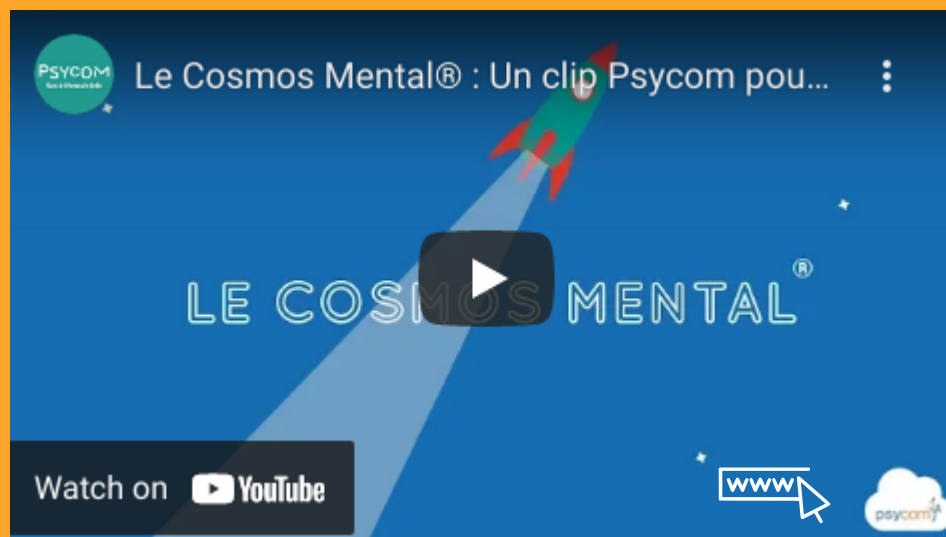 PSYCOM
Le Cosmos Mental® : Un clip Psycom pou...
LE COSMOS MENTAL®
Watch on YouTube
www
psycom